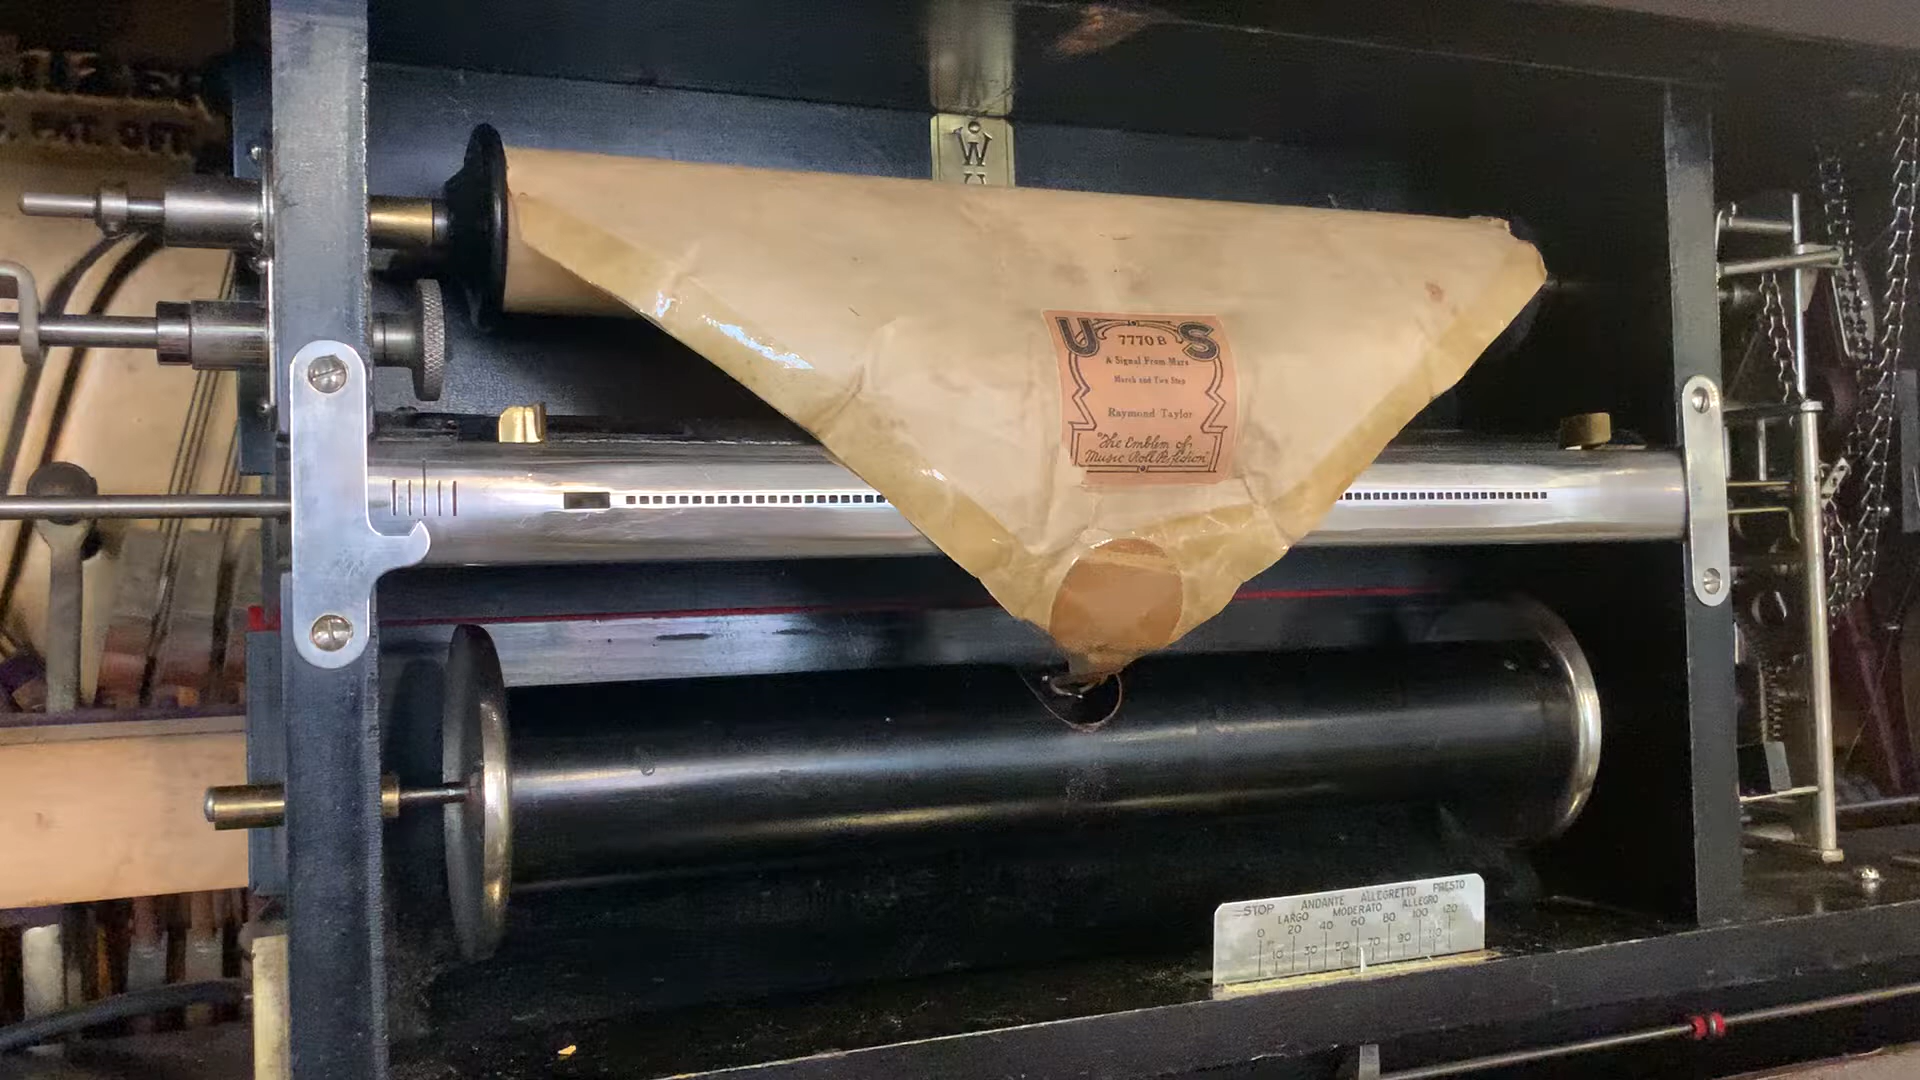 W
U S
7770 B
A Signal From Mars
March and Two Step
Raymond Taylor
"The Emblem of
Music Roll Perfection"
STOP ANDANTE ALLEGRETTO PRESTO
LARGO MODERATO ALLEGRO
0 20 40 60 80 100 120
10 30 50 70 90 110